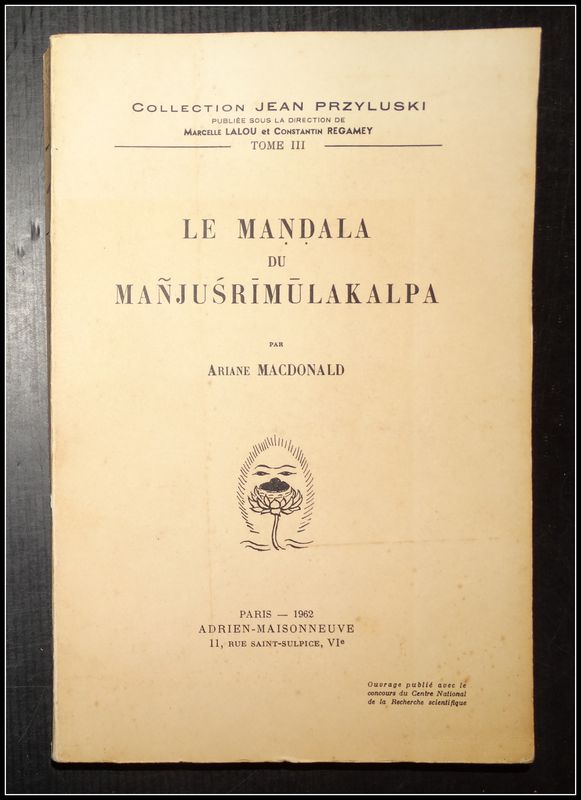 COLLECTION JEAN PRZYLUSKI
PUBLIÉE SOUS LA DIRECTION DE
MARCELLE LALOU et CONSTANTIN REGAMEY
TOME III
LE MAṆḌALA
DU
MAÑJUŚRĪMŪLAKALPA
PAR
ARIANE MACDONALD
PARIS — 1962
ADRIEN-MAISONNEUVE
11, RUE SAINT-SULPICE, VIe
Ouvrage publié avec le
concours du Centre National
de la Recherche scientifique